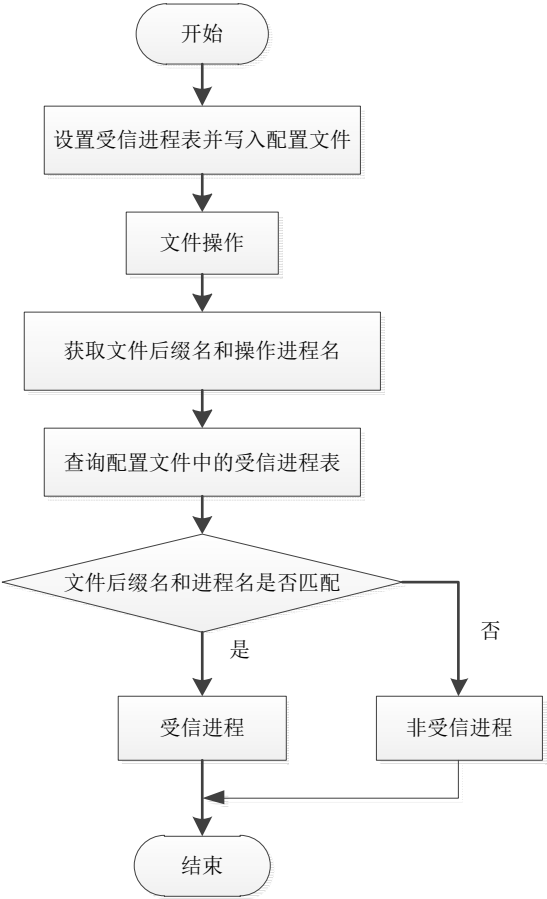 开始
设置受信进程表并写入配置文件
文件操作
获取文件后缀名和操作进程名
查询配置文件中的受信进程表
文件后缀名和进程名是否匹配
是
否
受信进程
非受信进程
结束